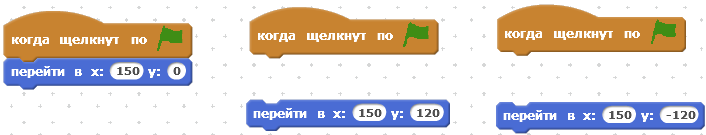 когда щелкнут по
перейти в x: 150 y: 0
когда щелкнут по
перейти в x: 150 y: 120
когда щелкнут по
перейти в x: 150 y: -120